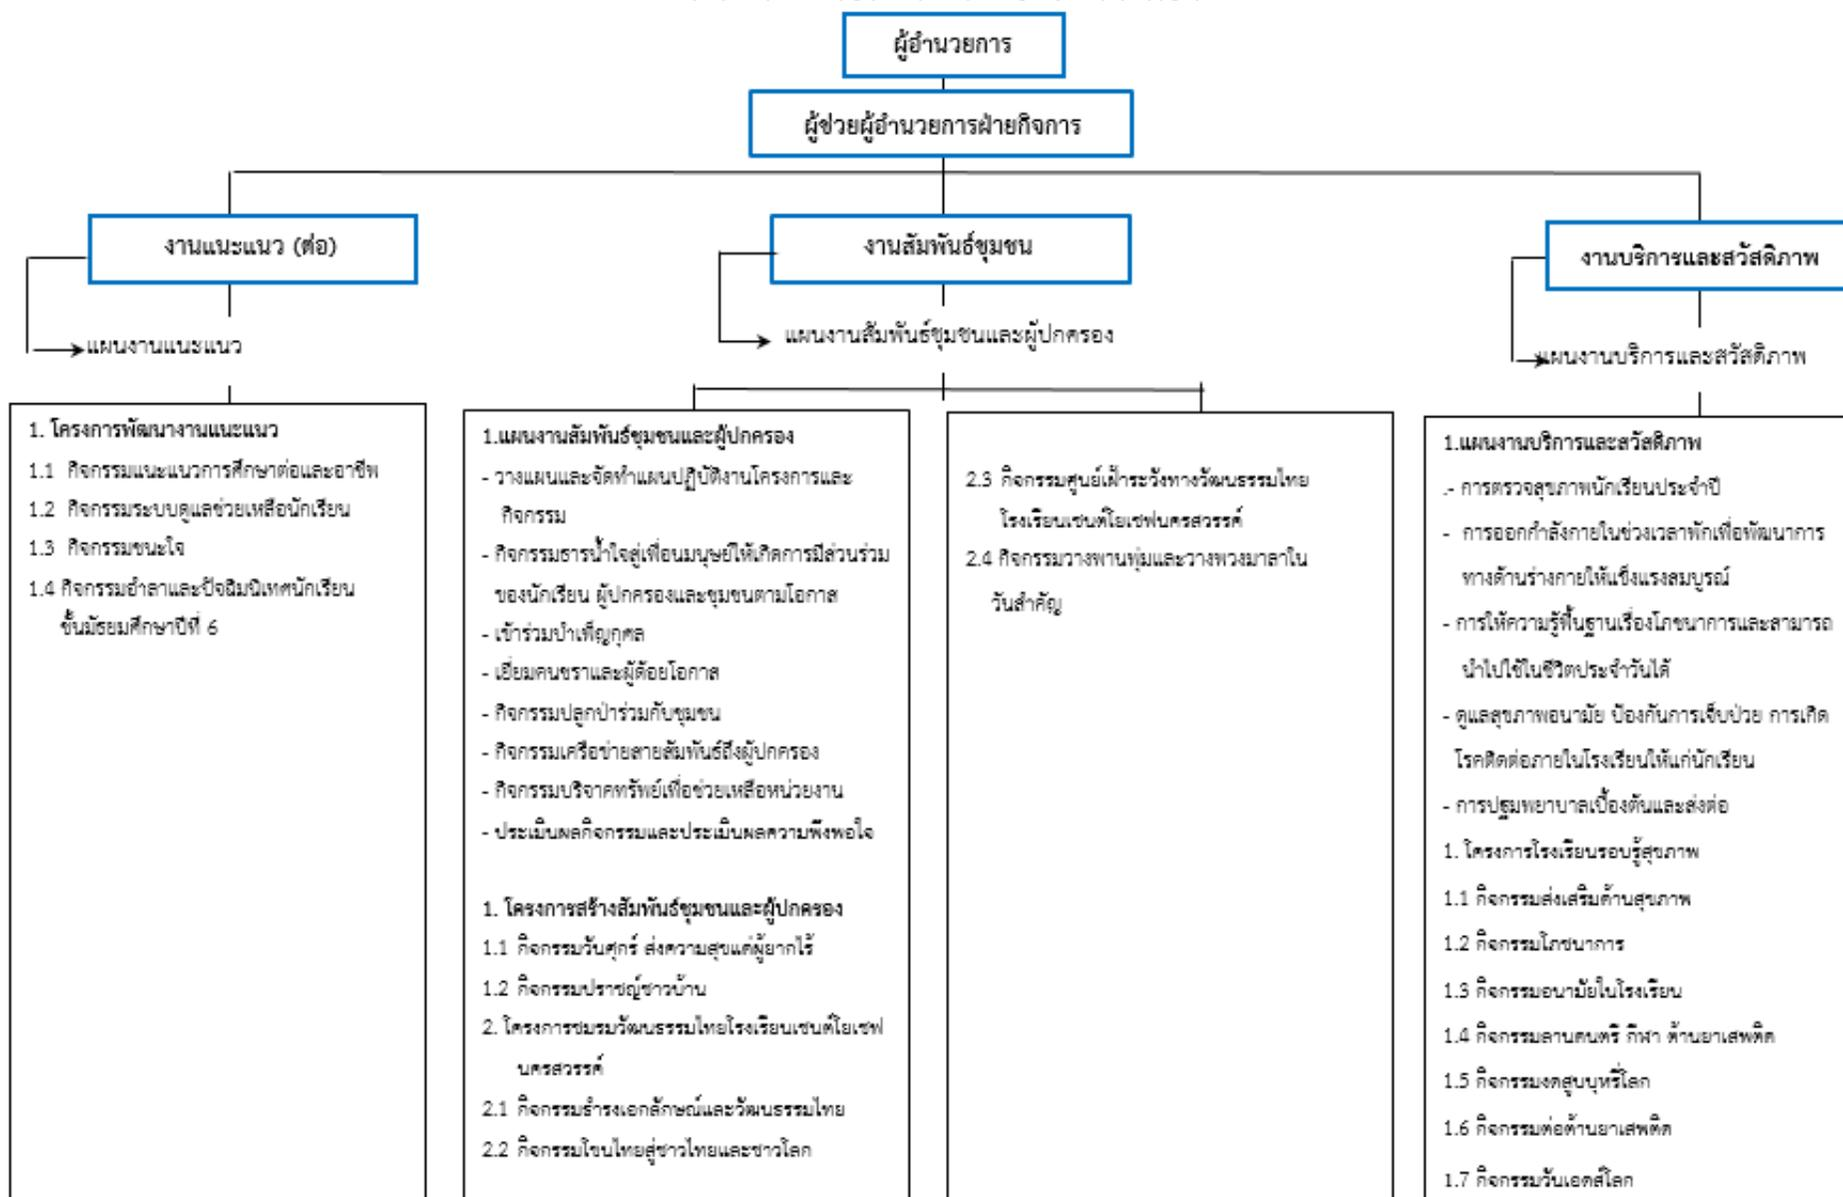 ผู้อำนวยการ
ผู้ช่วยผู้อำนวยการฝ่ายกิจการ
งานแนะแนว (ต่อ)
แผนงานแนะแนว
1. โครงการพัฒนางานแนะแนว
1.1 กิจกรรมแนะแนวการศึกษาต่อและอาชีพ
1.2 กิจกรรมระบบดูแลช่วยเหลือนักเรียน
1.3 กิจกรรมชนะใจ
1.4 กิจกรรมอำลาและปัจฉิมนิเทศนักเรียน
ชั้นมัธยมศึกษาปีที่ 6
งานสัมพันธ์ชุมชน
แผนงานสัมพันธ์ชุมชนและผู้ปกครอง
1.แผนงานสัมพันธ์ชุมชนและผู้ปกครอง
- วางแผนและจัดทำแผนปฏิบัติงานโครงการและ
กิจกรรม
- กิจกรรมธารน้ำใจสู่เพื่อนมนุษย์ให้เกิดการมีส่วนร่วม
ของนักเรียน ผู้ปกครองและชุมชนตามโอกาส
- เข้าร่วมบำเพ็ญกุศล
- เยี่ยมคนชราและผู้ด้อยโอกาส
- กิจกรรมปลูกป่าร่วมกับชุมชน
- กิจกรรมเครือข่ายสายสัมพันธ์ถึงผู้ปกครอง
- กิจกรรมบริจาคทรัพย์เพื่อช่วยเหลือหน่วยงาน
- ประเมินผลกิจกรรมและประเมินผลความพึงพอใจ
1. โครงการสร้างสัมพันธ์ชุมชนและผู้ปกครอง
1.1 กิจกรรมวันศุกร์ ส่งความสุขแด่ผู้ยากไร้
1.2 กิจกรรมปราชญ์ชาวบ้าน
2. โครงการชมรมวัฒนธรรมไทยโรงเรียนเซนต์โยเซฟ
นครสวรรค์
2.1 กิจกรรมธำรงเอกลักษณ์และวัฒนธรรมไทย
2.2 กิจกรรมโขนไทยสู่ชาวไทยและชาวโลก
2.3 กิจกรรมศูนย์เฝ้าระวังทางวัฒนธรรมไทย
โรงเรียนเซนต์โยเซฟนครสวรรค์
2.4 กิจกรรมวางพานพุ่มและวางพวงมาลาใน
วันสำคัญ
งานบริการและสวัสดิภาพ
แผนงานบริการและสวัสดิภาพ
1.แผนงานบริการและสวัสดิภาพ
.- การตรวจสุขภาพนักเรียนประจำปี
- การออกกำลังกายในช่วงเวลาพักเพื่อพัฒนาการ
ทางด้านร่างกายให้แข็งแรงสมบูรณ์
- การให้ความรู้พื้นฐานเรื่องโภชนาการและสามารถ
นำไปใช้ในชีวิตประจำวันได้
- ดูแลสุขภาพอนามัย ป้องกันการเจ็บป่วย การเกิด
โรคติดต่อภายในโรงเรียนให้แก่นักเรียน
- การปฐมพยาบาลเบื้องต้นและส่งต่อ
1. โครงการโรงเรียนรอบรู้สุขภาพ
1.1 กิจกรรมส่งเสริมด้านสุขภาพ
1.2 กิจกรรมโภชนาการ
1.3 กิจกรรมอนามัยในโรงเรียน
1.4 กิจกรรมลานดนตรี กีฬา ต้านยาเสพติด
1.5 กิจกรรมงดสูบบุหรี่โลก
1.6 กิจกรรมต่อต้านยาเสพติด
1.7 กิจกรรมวันเอดส์โลก